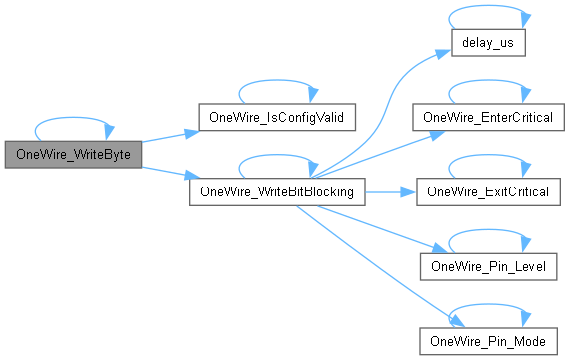 delay_us
OneWire_IsConfigValid
OneWire_EnterCritical
OneWire_WriteByte
OneWire_WriteBitBlocking
OneWire_ExitCritical
OneWire_Pin_Level
OneWire_Pin_Mode